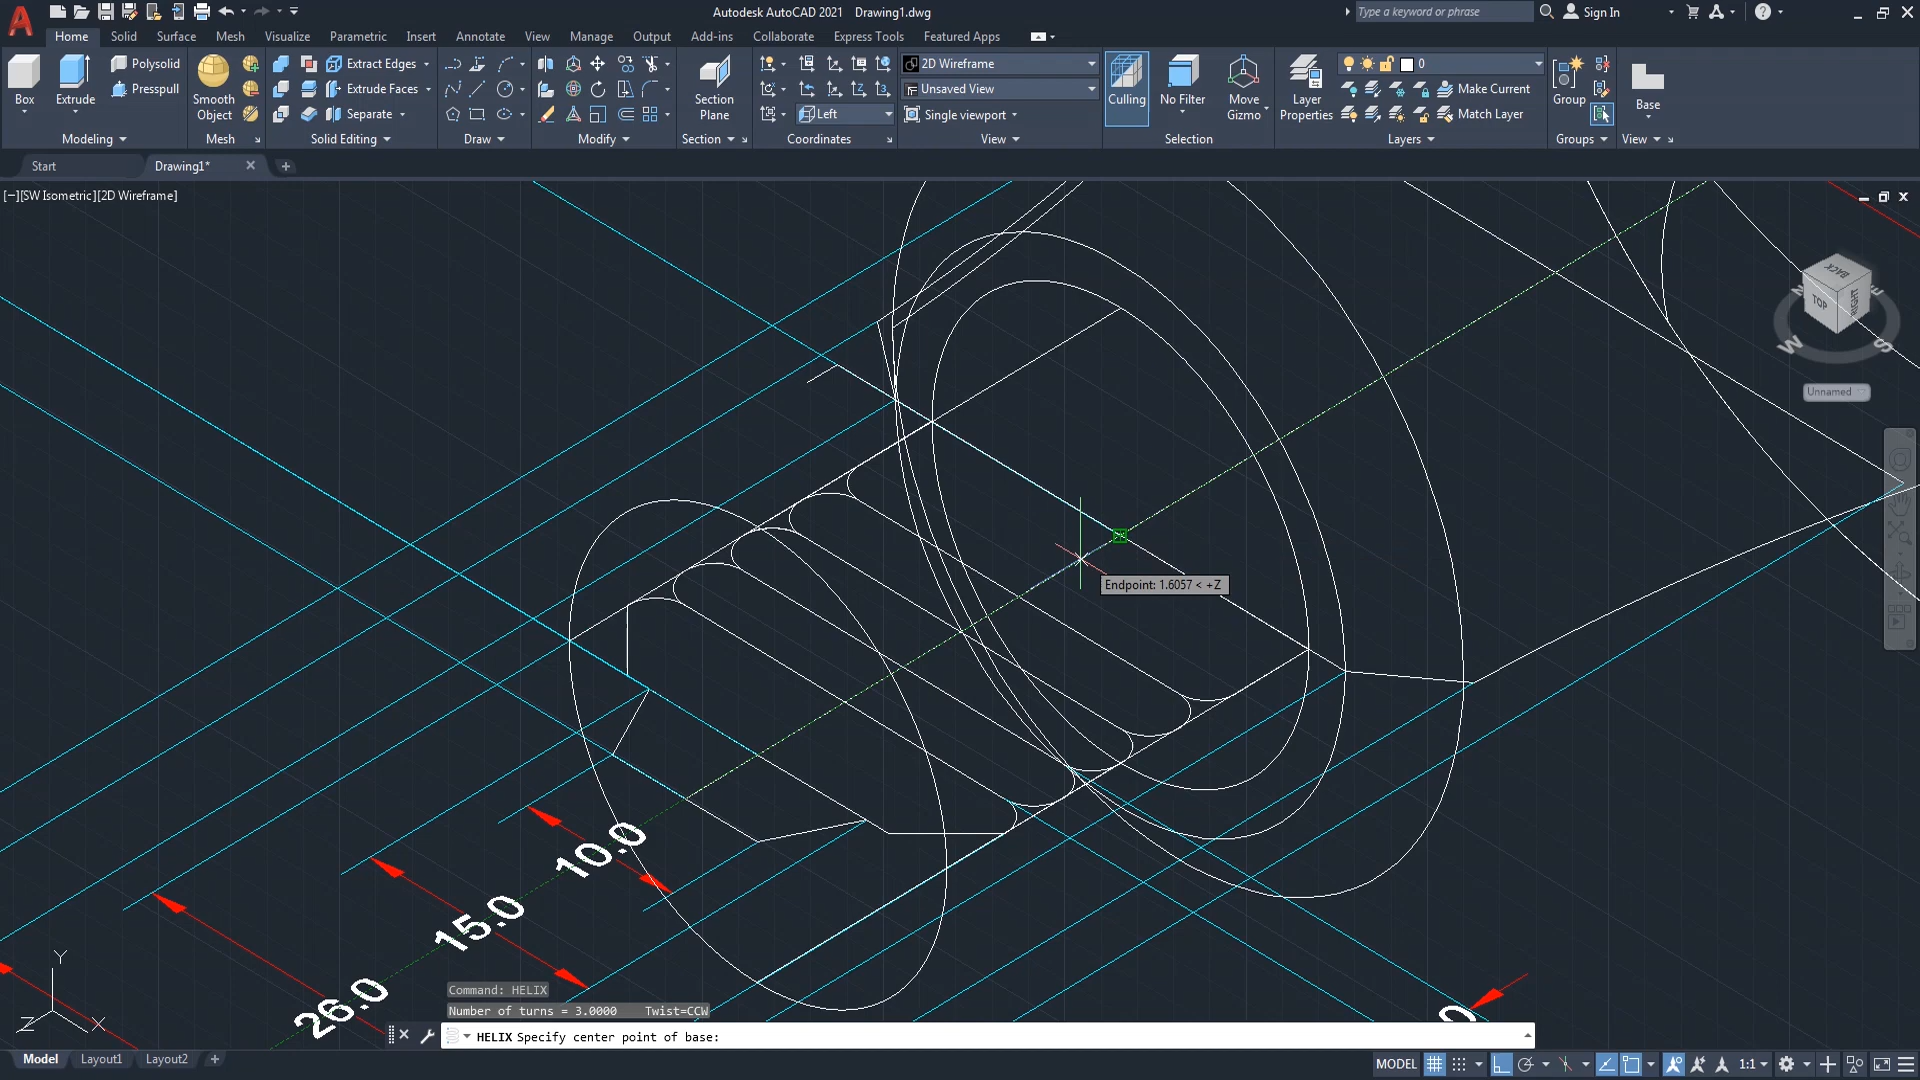 Autodesk AutoCAD 2021 Drawing1.dwg
Type a keyword or phrase
Sign In
Home Solid Surface Mesh Visualize Parametric Insert Annotate View Manage Output Add-ins Collaborate Express Tools Featured Apps
Box
Extrude
Polysolid
Presspull
Modeling
Smooth
Object
Mesh
Extract Edges
Extrude Faces
Separate
Solid Editing
Draw
Modify
Section
Plane
Section
Left
Coordinates
2D Wireframe
Unsaved View
Single viewport
View
Culling
No Filter
Move
Gizmo
Selection
Layer
Properties
0
Make Current
Match Layer
Layers
Group
Groups
Base
View
Start
Drawing1*
[−][SW Isometric][2D Wireframe]
BACK
TOP
RIGHT
N
E
W
S
Unnamed
Endpoint: 1.6057 < +Z
10.0
15.0
26.0
0
Y
Z
X
Command: HELIX
Number of turns = 3.0000 Twist=CCW
HELIX Specify center point of base:
Model Layout1 Layout2
MODEL
1:1